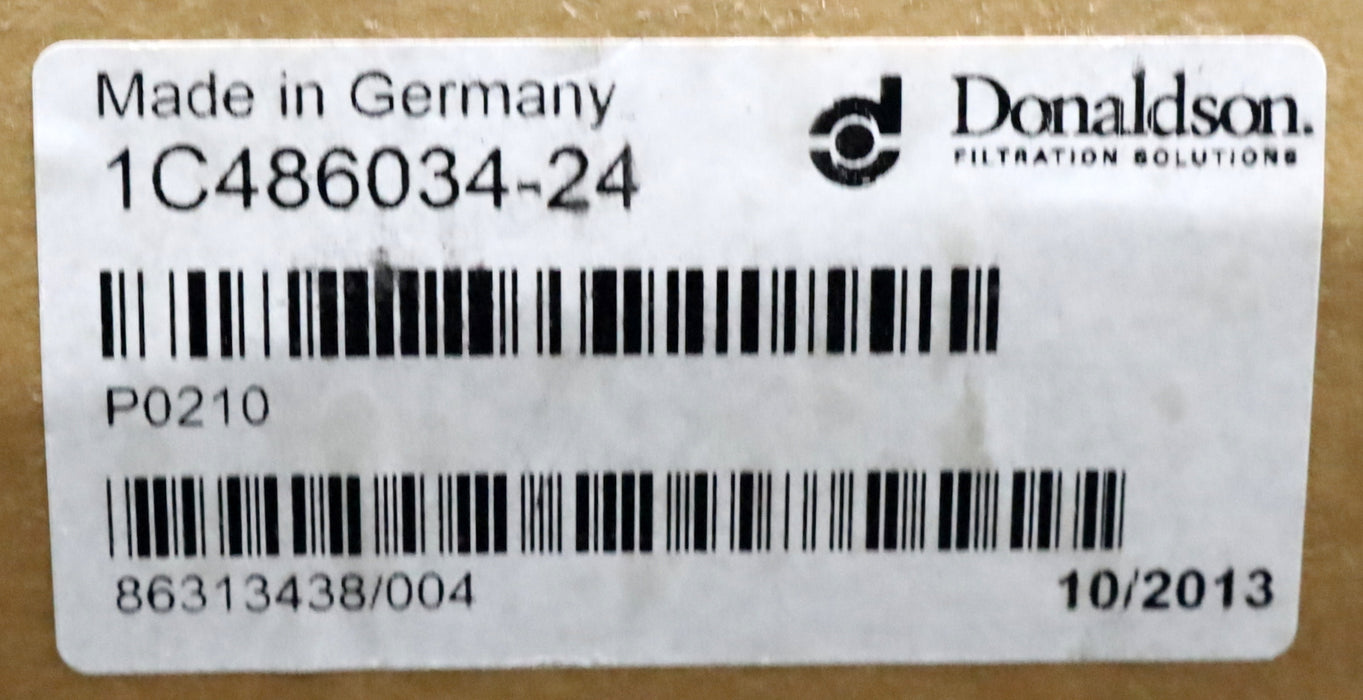 Made in Germany
1C486034-24
Donaldson.
FILTRATION SOLUTIONS
P0210
86313438/004
10/2013